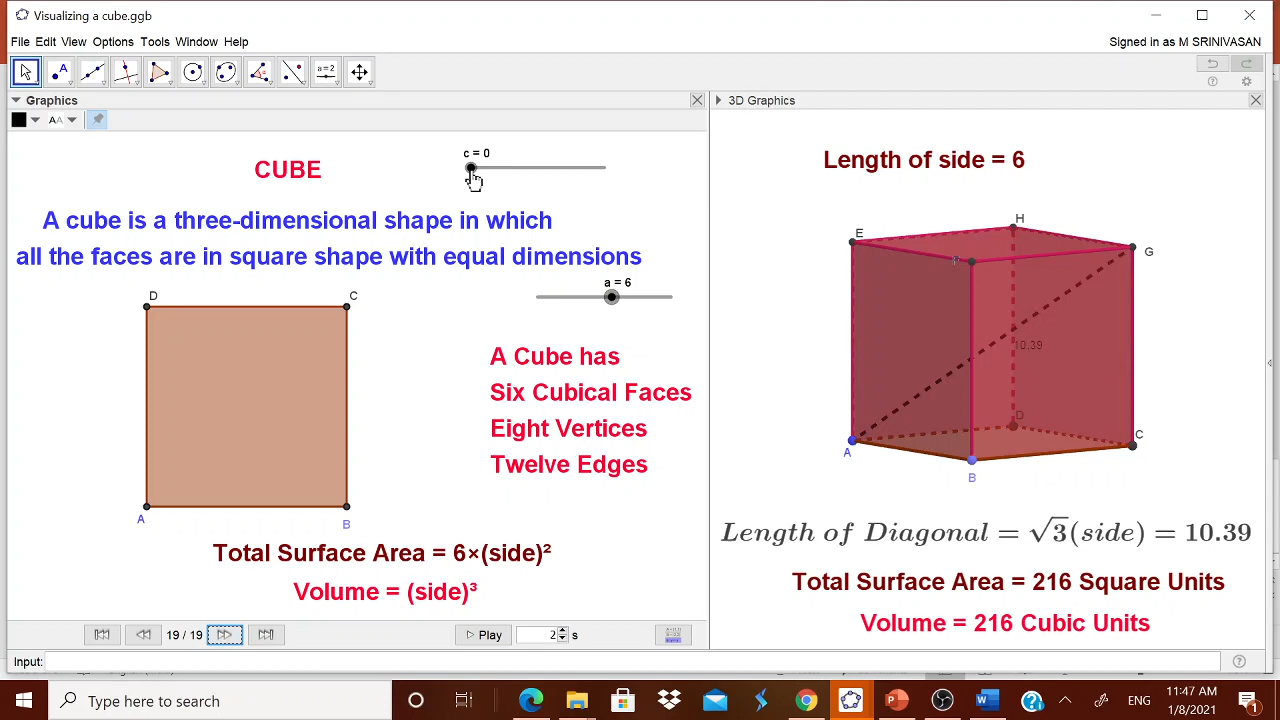 Visualizing a cube.ggb
File Edit View Options Tools Window Help
Signed in as M SRINIVASAN
A
a = 2
Graphics
3D Graphics
AA
c = 0
CUBE
A cube is a three-dimensional shape in which
all the faces are in square shape with equal dimensions
a = 6
D
C
A
B
A Cube has
Six Cubical Faces
Eight Vertices
Twelve Edges
Total Surface Area = 6×(side)²
Volume = (side)³
Length of side = 6
H
E
F
G
10.39
D
C
A
B
Length of Diagonal = √3(side) = 10.39
Total Surface Area = 216 Square Units
Volume = 216 Cubic Units
19 / 19
Play
2 s
Input:
Type here to search
ENG
11:47 AM
1/8/2021
1